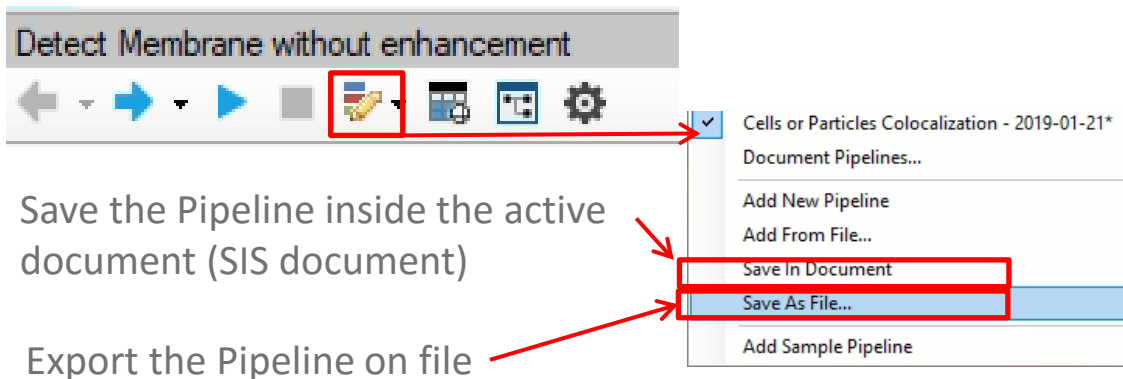 Detect Membrane without enhancement
Cells or Particles Colocalization - 2019-01-21*
Document Pipelines...
Add New Pipeline
Add From File...
Save In Document
Save As File...
Add Sample Pipeline
Save the Pipeline inside the active
document (SIS document)
Export the Pipeline on file